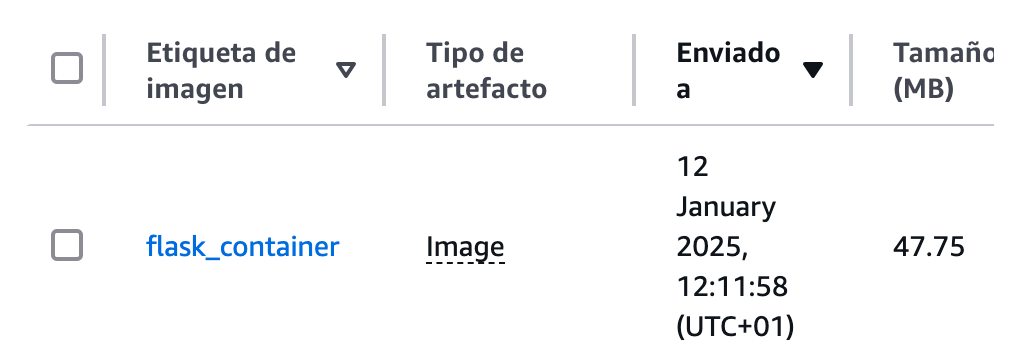 Etiqueta de imagen
Tipo de artefacto
Enviado a
Tamaño (MB)
flask_container
Image
12 January 2025, 12:11:58 (UTC+01)
47.75